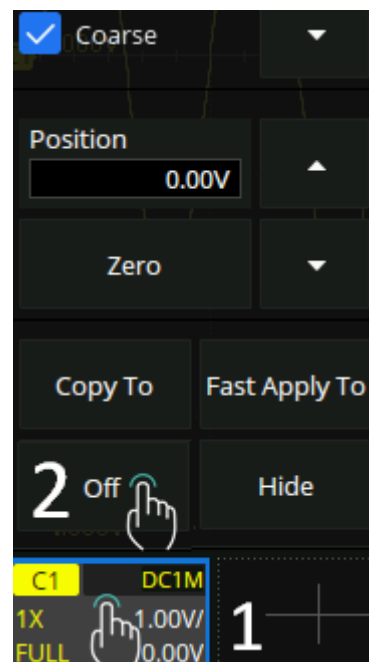 Coarse
Position
0.00V
Zero
Copy To
Fast Apply To
2
Off
Hide
C1
DC1M
1X
1.00V/
FULL
0.00V
1